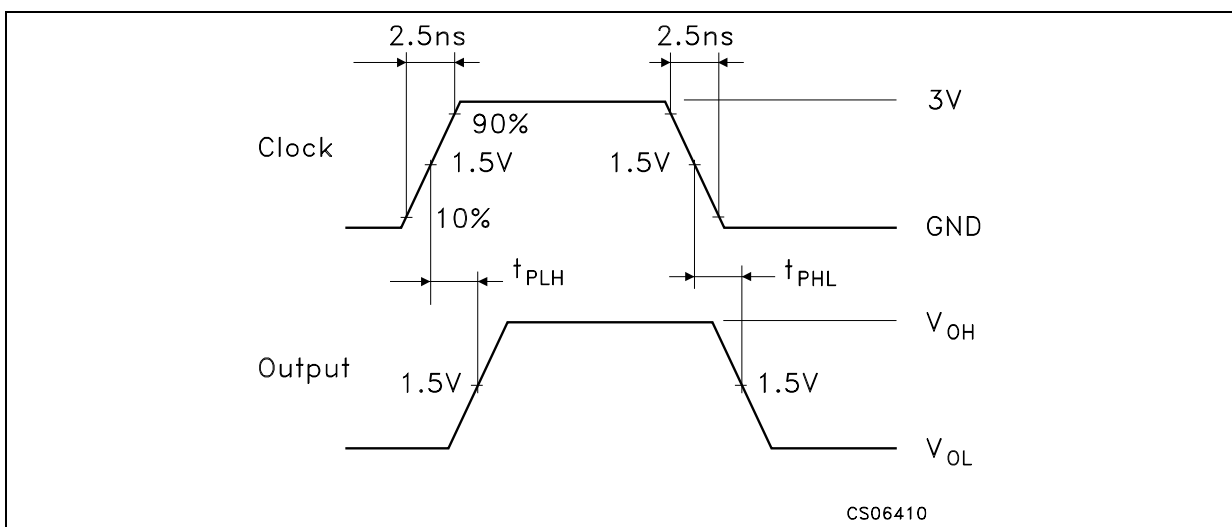 2.5ns 2.5ns
3V
90%
Clock
1.5V 1.5V
10%
GND
tPLH tPHL
VOH
Output
1.5V 1.5V
VOL
CS06410